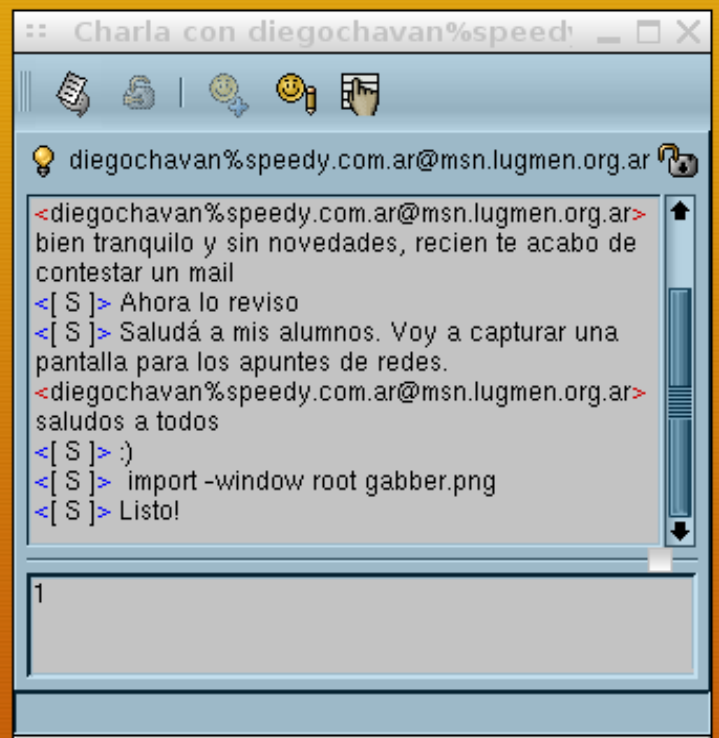 Charla con diegochavan%speedy
diegochavan%speedy.com.ar@msn.lugmen.org.ar
<diegochavan%speedy.com.ar@msn.lugmen.org.ar>
bien tranquilo y sin novedades, recien te acabo de
contestar un mail
<[ S ]> Ahora lo reviso
<[ S ]> Saludá a mis alumnos. Voy a capturar una
pantalla para los apuntes de redes.
<diegochavan%speedy.com.ar@msn.lugmen.org.ar>
saludos a todos
<[ S ]> :)
<[ S ]>  import -window root gabber.png
<[ S ]> Listo!
1